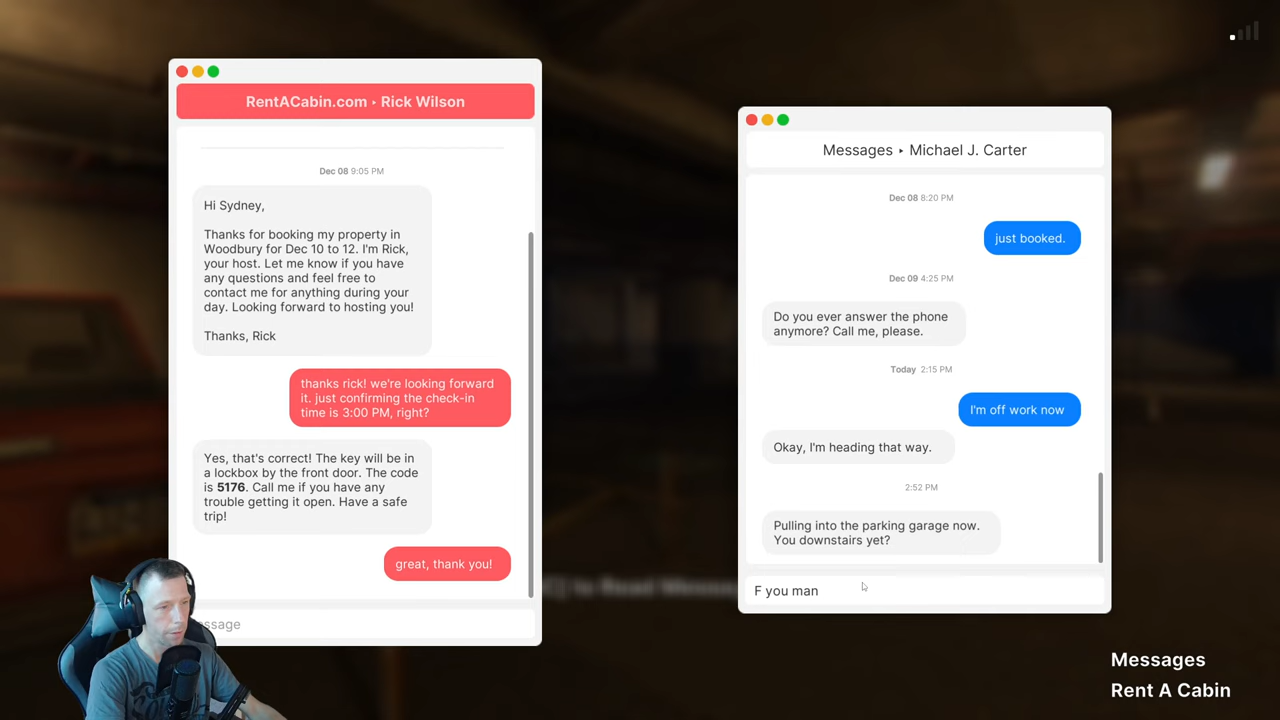 RentACabin.com ‣ Rick Wilson
Dec 08 9:05 PM
Hi Sydney,
Thanks for booking my property in
Woodbury for Dec 10 to 12. I'm Rick,
your host. Let me know if you have
any questions and feel free to
contact me for anything during your
day. Looking forward to hosting you!
Thanks, Rick
thanks rick! we're looking forward
it. just confirming the check-in
time is 3:00 PM, right?
Yes, that's correct! The key will be in
a lockbox by the front door. The code
is 5176. Call me if you have any
trouble getting it open. Have a safe
trip!
great, thank you!
Messages ‣ Michael J. Carter
Dec 08 8:20 PM
just booked.
Dec 09 4:25 PM
Do you ever answer the phone
anymore? Call me, please.
Today 2:15 PM
I'm off work now
Okay, I'm heading that way.
2:52 PM
Pulling into the parking garage now.
You downstairs yet?
F you man
to Read
Messages
Rent A Cabin